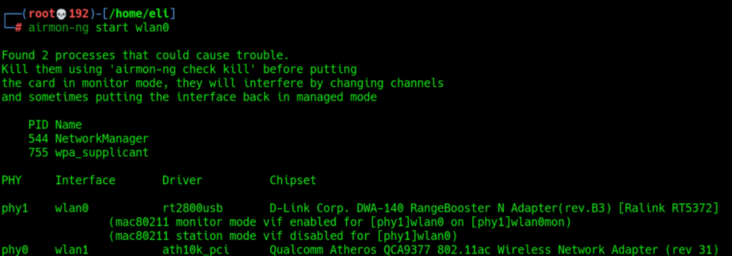 ┌──(root💀192)-[/home/eli]
└─# airmon-ng start wlan0
Found 2 processes that could cause trouble.
Kill them using 'airmon-ng check kill' before putting
the card in monitor mode, they will interfere by changing channels
and sometimes putting the interface back in managed mode
PID Name
544 NetworkManager
755 wpa_supplicant
PHY Interface Driver Chipset
phy1 wlan0 rt2800usb D-Link Corp. DWA-140 RangeBooster N Adapter(rev.B3) [Ralink RT5372]
(mac80211 monitor mode vif enabled for [phy1]wlan0 on [phy1]wlan0mon)
(mac80211 station mode vif disabled for [phy1]wlan0)
phy0 wlan1 ath10k_pci Qualcomm Atheros QCA9377 802.11ac Wireless Network Adapter (rev 31)